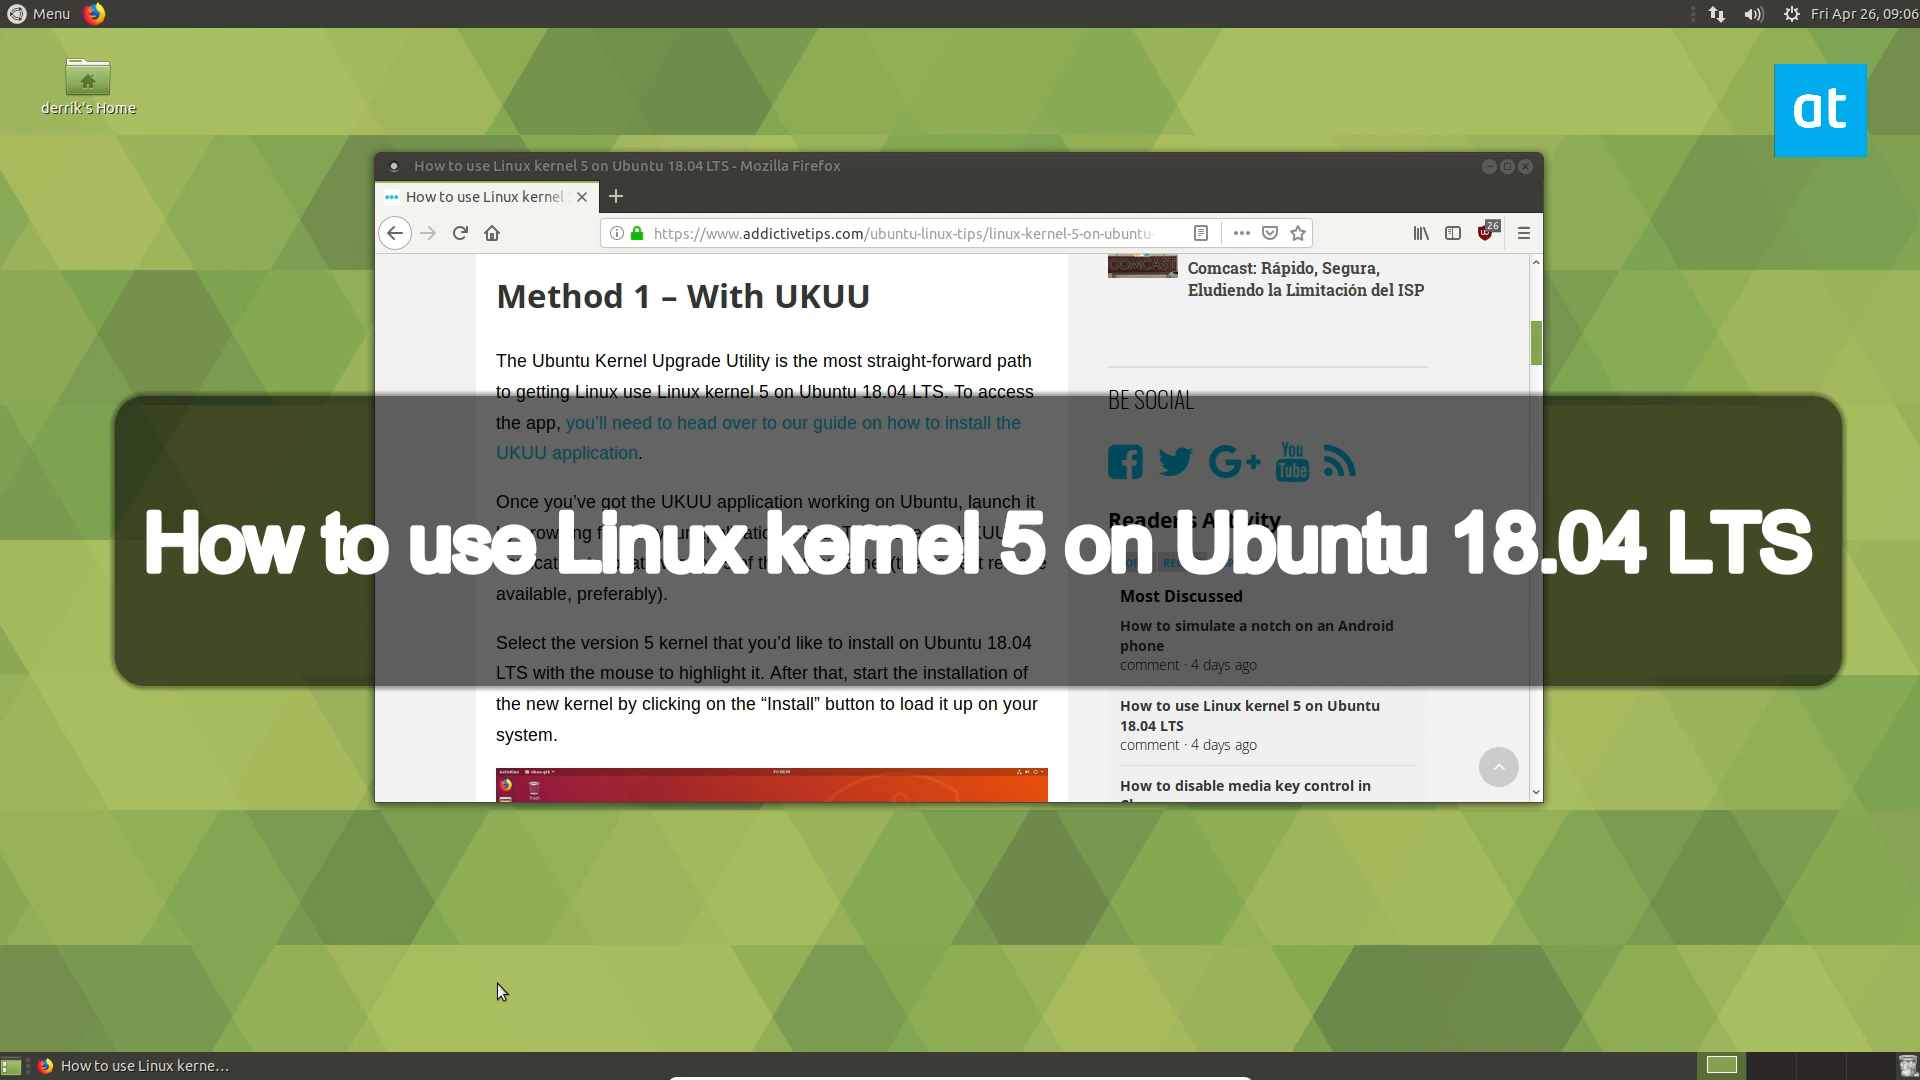 Menu
Fri Apr 26, 09:06
derrik's Home
at
How to use Linux kernel 5 on Ubuntu 18.04 LTS - Mozilla Firefox
How to use Linux kernel
26
https://www.addictivetips.com/ubuntu-linux-tips/linux-kernel-5-on-ubuntu-
Method 1 – With UKUU
The Ubuntu Kernel Upgrade Utility is the most straight-forward path
to getting Linux use Linux kernel 5 on Ubuntu 18.04 LTS. To access
the app, you’ll need to head over to our guide on how to install the
UKUU application.
Once you’ve got the UKUU application working on Ubuntu, launch it
available, preferably).
Select the version 5 kernel that you’d like to install on Ubuntu 18.04
LTS with the mouse to highlight it. After that, start the installation of
the new kernel by clicking on the “Install” button to load it up on your
system.
COMCAST
Comcast: Rápido, Segura,
Eludiendo la Limitación del ISP
BE SOCIAL
You
Tube
Reader's Activity
Most Discussed
How to simulate a notch on an Android
phone
comment · 4 days ago
How to use Linux kernel 5 on Ubuntu
18.04 LTS
comment · 4 days ago
How to disable media key control in
How to use Linux kernel 5 on Ubuntu 18.04 LTS
How to use Linux kerne…